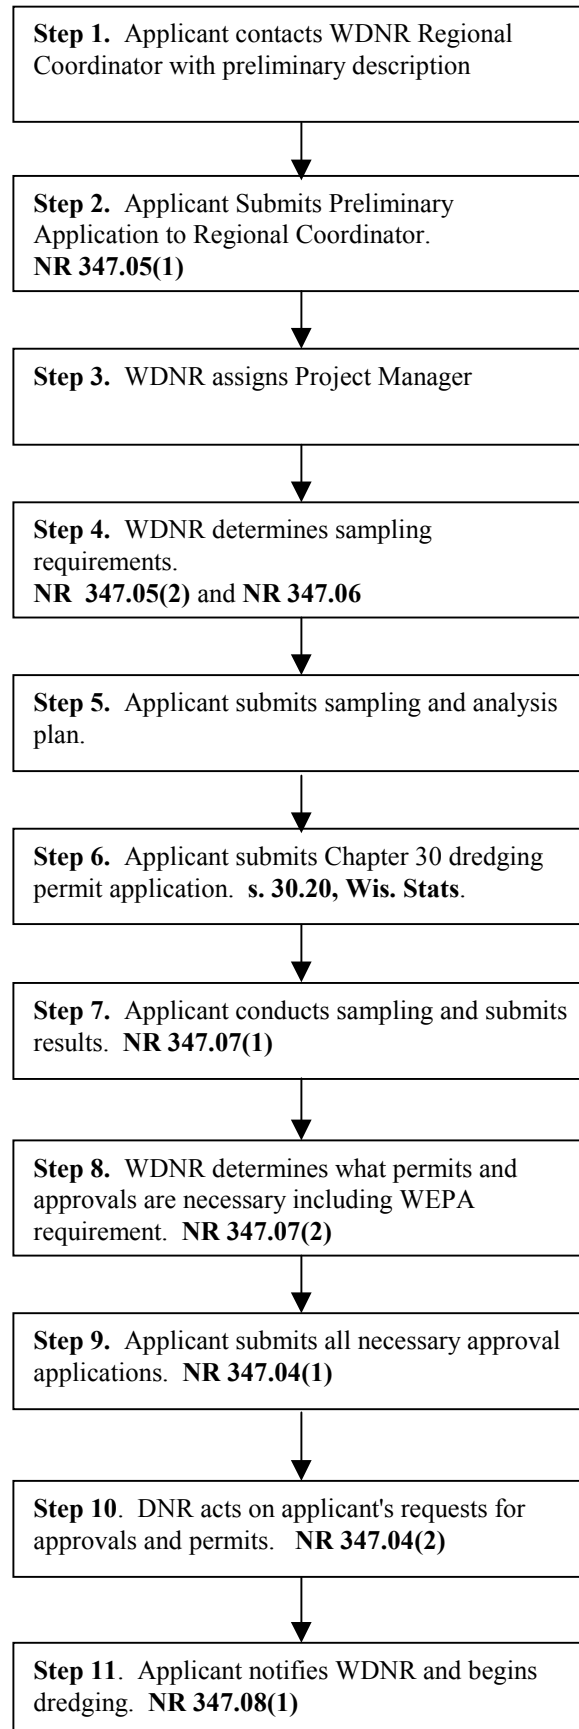 Step 1.  Applicant contacts WDNR Regional
Coordinator with preliminary description
Step 2.  Applicant Submits Preliminary
Application to Regional Coordinator.
NR 347.05(1)
Step 3.  WDNR assigns Project Manager
Step 4.  WDNR determines sampling
requirements.
NR  347.05(2) and NR 347.06
Step 5.  Applicant submits sampling and analysis
plan.
Step 6.  Applicant submits Chapter 30 dredging
permit application.  s. 30.20, Wis. Stats.
Step 7.  Applicant conducts sampling and submits
results.  NR 347.07(1)
Step 8.  WDNR determines what permits and
approvals are necessary including WEPA
requirement.  NR 347.07(2)
Step 9.  Applicant submits all necessary approval
applications.  NR 347.04(1)
Step 10.  DNR acts on applicant's requests for
approvals and permits.   NR 347.04(2)
Step 11.  Applicant notifies WDNR and begins
dredging.  NR 347.08(1)